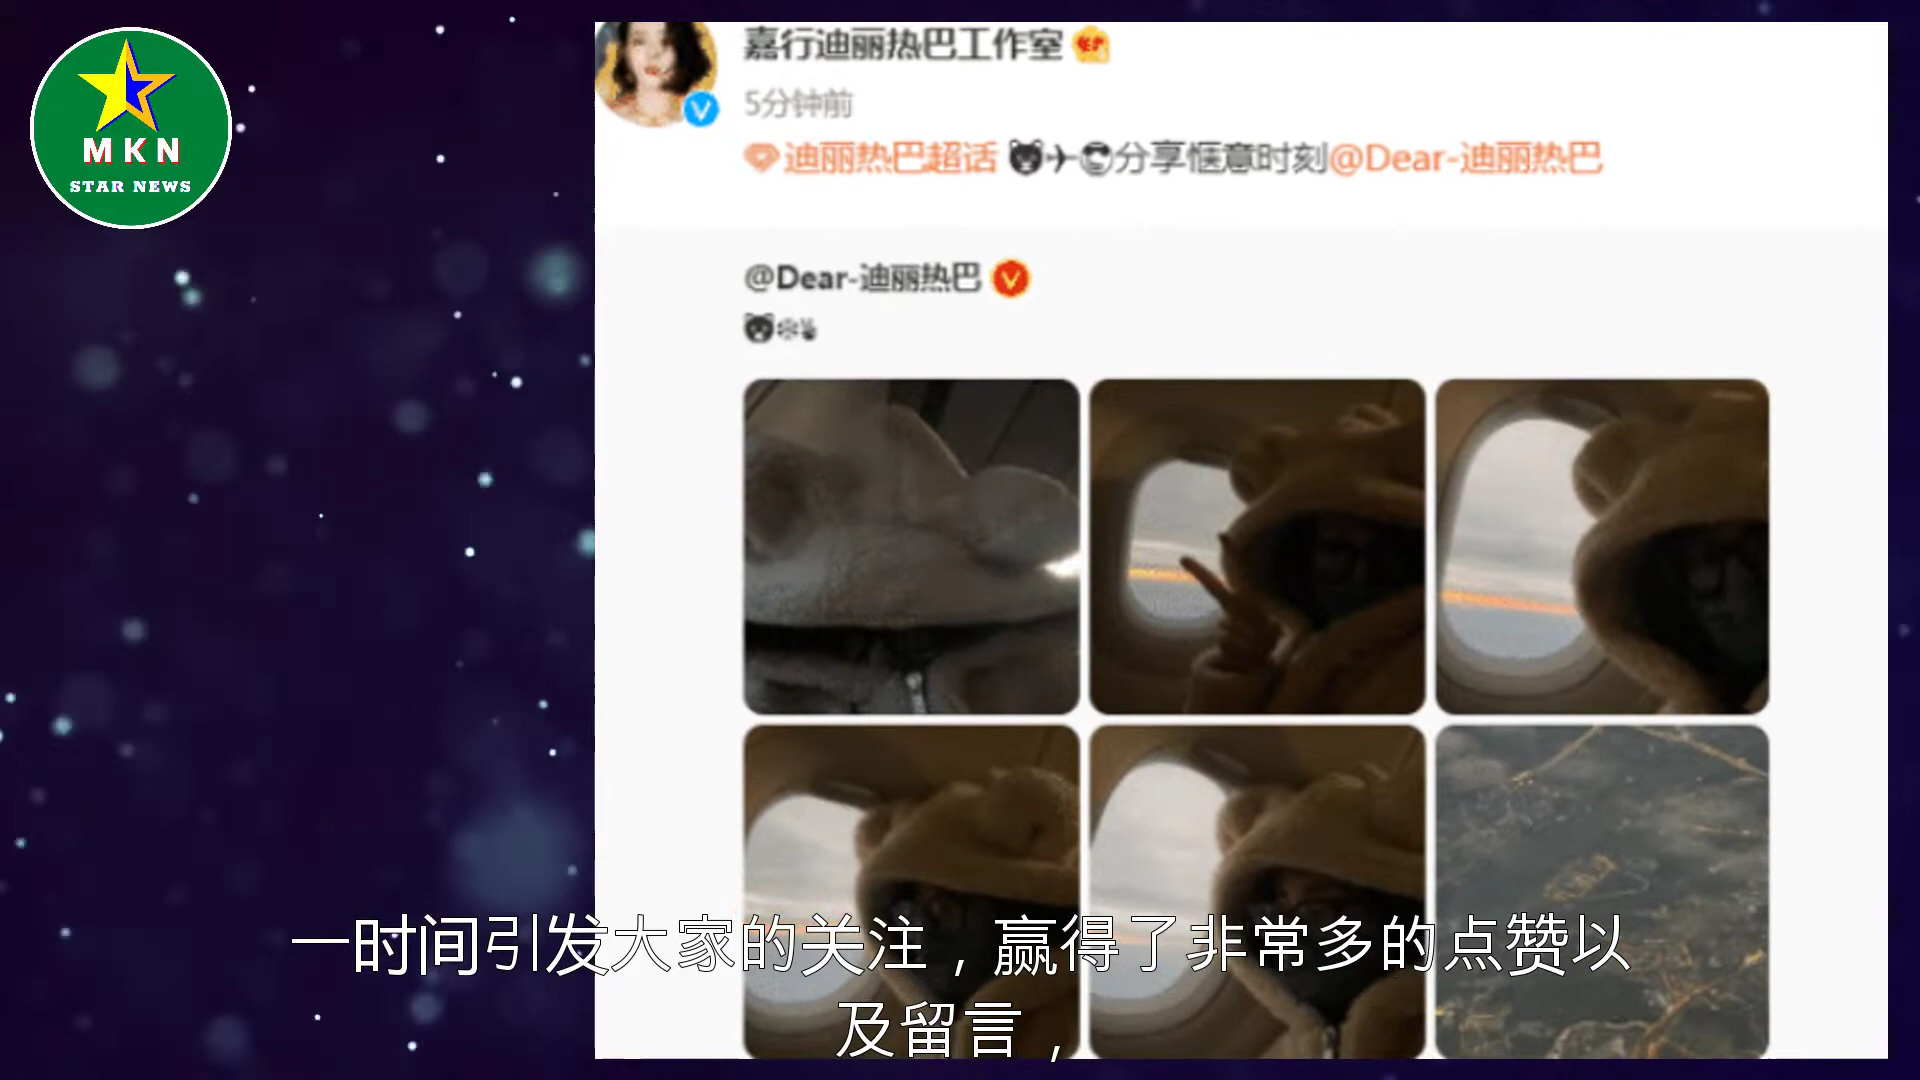 MKN
STAR NEWS
嘉行迪丽热巴工作室
5分钟前
迪丽热巴超话 🐻✈😎分享惬意时刻@Dear-迪丽热巴
@Dear-迪丽热巴
一时间引发大家的关注，赢得了非常多的点赞以
及留言，